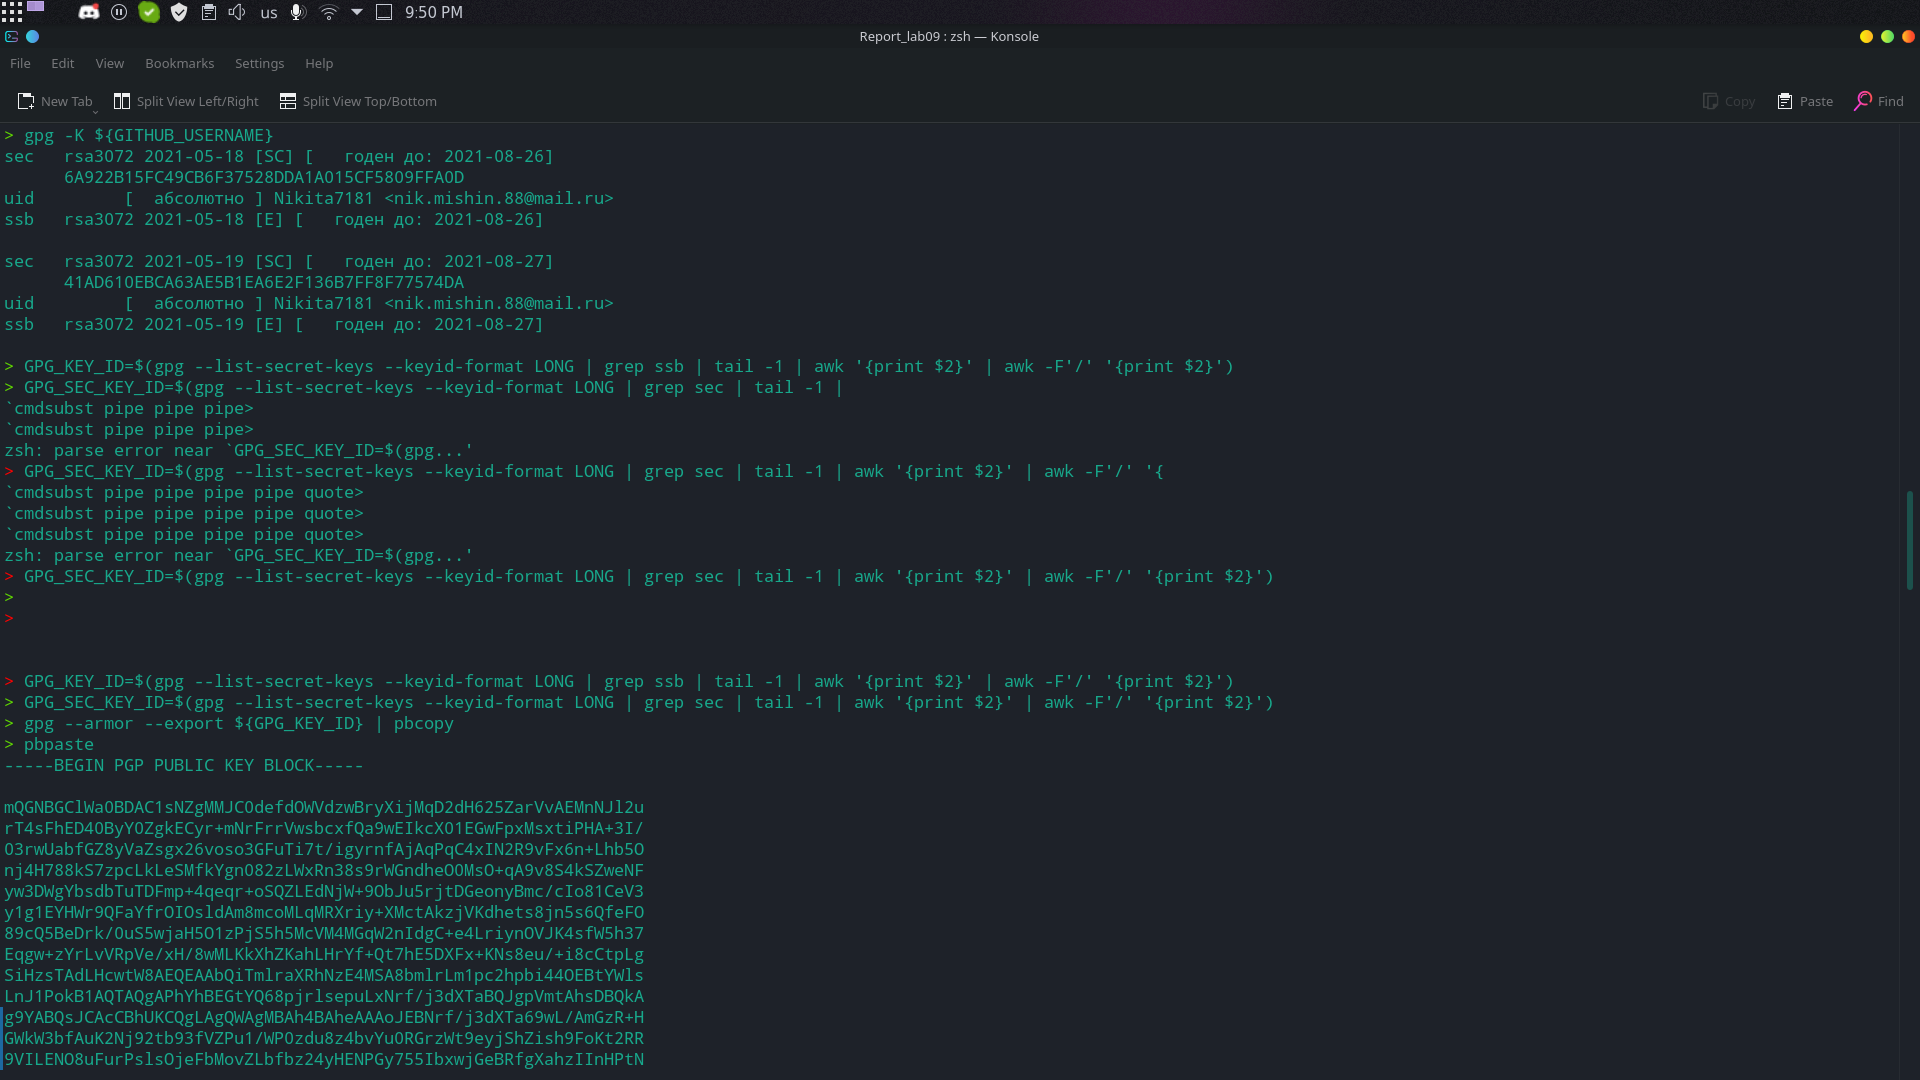 us 9:50 PM
Report_lab09 : zsh — Konsole
File Edit View Bookmarks Settings Help
New Tab Split View Left/Right Split View Top/Bottom Copy Paste Find
> gpg -K ${GITHUB_USERNAME}
sec   rsa3072 2021-05-18 [SC] [   годен до: 2021-08-26]
      6A922B15FC49CB6F37528DDA1A015CF5809FFA0D
uid         [  абсолютно ] Nikita7181 <nik.mishin.88@mail.ru>
ssb   rsa3072 2021-05-18 [E] [   годен до: 2021-08-26]
sec   rsa3072 2021-05-19 [SC] [   годен до: 2021-08-27]
      41AD610EBCA63AE5B1EA6E2F136B7FF8F77574DA
uid         [  абсолютно ] Nikita7181 <nik.mishin.88@mail.ru>
ssb   rsa3072 2021-05-19 [E] [   годен до: 2021-08-27]
> GPG_KEY_ID=$(gpg --list-secret-keys --keyid-format LONG | grep ssb | tail -1 | awk '{print $2}' | awk -F'/' '{print $2}')
> GPG_SEC_KEY_ID=$(gpg --list-secret-keys --keyid-format LONG | grep sec | tail -1 |
`cmdsubst pipe pipe pipe>
`cmdsubst pipe pipe pipe>
zsh: parse error near `GPG_SEC_KEY_ID=$(gpg...'
> GPG_SEC_KEY_ID=$(gpg --list-secret-keys --keyid-format LONG | grep sec | tail -1 | awk '{print $2}' | awk -F'/' '{
`cmdsubst pipe pipe pipe pipe quote>
`cmdsubst pipe pipe pipe pipe quote>
`cmdsubst pipe pipe pipe pipe quote>
zsh: parse error near `GPG_SEC_KEY_ID=$(gpg...'
> GPG_SEC_KEY_ID=$(gpg --list-secret-keys --keyid-format LONG | grep sec | tail -1 | awk '{print $2}' | awk -F'/' '{print $2}')
>
>
> GPG_KEY_ID=$(gpg --list-secret-keys --keyid-format LONG | grep ssb | tail -1 | awk '{print $2}' | awk -F'/' '{print $2}')
> GPG_SEC_KEY_ID=$(gpg --list-secret-keys --keyid-format LONG | grep sec | tail -1 | awk '{print $2}' | awk -F'/' '{print $2}')
> gpg --armor --export ${GPG_KEY_ID} | pbcopy
> pbpaste
-----BEGIN PGP PUBLIC KEY BLOCK-----
mQGNBGClWa0BDAC1sNZgMMJC0defdOWVdzwBryXijMqD2dH625ZarVvAEMnNJl2u
rT4sFhED40ByY0ZgkECyr+mNrFrrVwsbcxfQa9wEIkcXO1EGwFpxMsxtiPHA+3I/
O3rwUabfGZ8yVaZsgx26voso3GFuTi7t/igyrnfAjAqPqC4xIN2R9vFx6n+Lhb5O
nj4H788kS7zpcLkLeSMfkYgn082zLWxRn38s9rWGndheO0MsO+qA9v8S4kSZweNF
yw3DWgYbsdbTuTDFmp+4qeqr+oSQZLEdNjW+9ObJu5rjtDGeonyBmc/cIo81CeV3
y1g1EYHWr9QFaYfrOIOsldAm8mcoMLqMRXriy+XMctAkzjVKdhets8jn5s6QfeFO
89cQ5BeDrk/0uS5wjaH5O1zPjS5h5McVM4MGqW2nIdgC+e4LriynOVJK4sfW5h37
Eqgw+zYrLvVRpVe/xH/8wMLKkXhZKahLHrYf+Qt7hE5DXFx+KNs8eu/+i8cCtpLg
SiHzsTAdLHcwtW8AEQEAAbQiTmlraXRhNzE4MSA8bmlrLm1pc2hpbi44OEBtYWls
LnJ1PokB1AQTAQgAPhYhBEGtYQ68pjrlsepuLxNrf/j3dXTaBQJgpVmtAhsDBQkA
g9YABQsJCAcCBhUKCQgLAgQWAgMBAh4BAheAAAoJEBNrf/j3dXTa69wL/AmGzR+H
GWkW3bfAuK2Nj92tb93fVZPu1/WP0zdu8z4bvYu0RGrzWt9eyjShZish9FoKt2RR
9VILENO8uFurPslsOjeFbMovZLbfbz24yHENPGy755IbxwjGeBRfgXahzIInHPtN